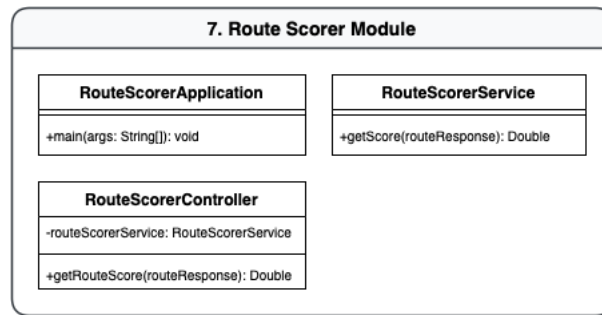 7. Route Scorer Module
RouteScorerApplication
+main(args: String[]): void
RouteScorerService
+getScore(routeResponse): Double
RouteScorerController
-routeScorerService: RouteScorerService
+getRouteScore(routeResponse): Double